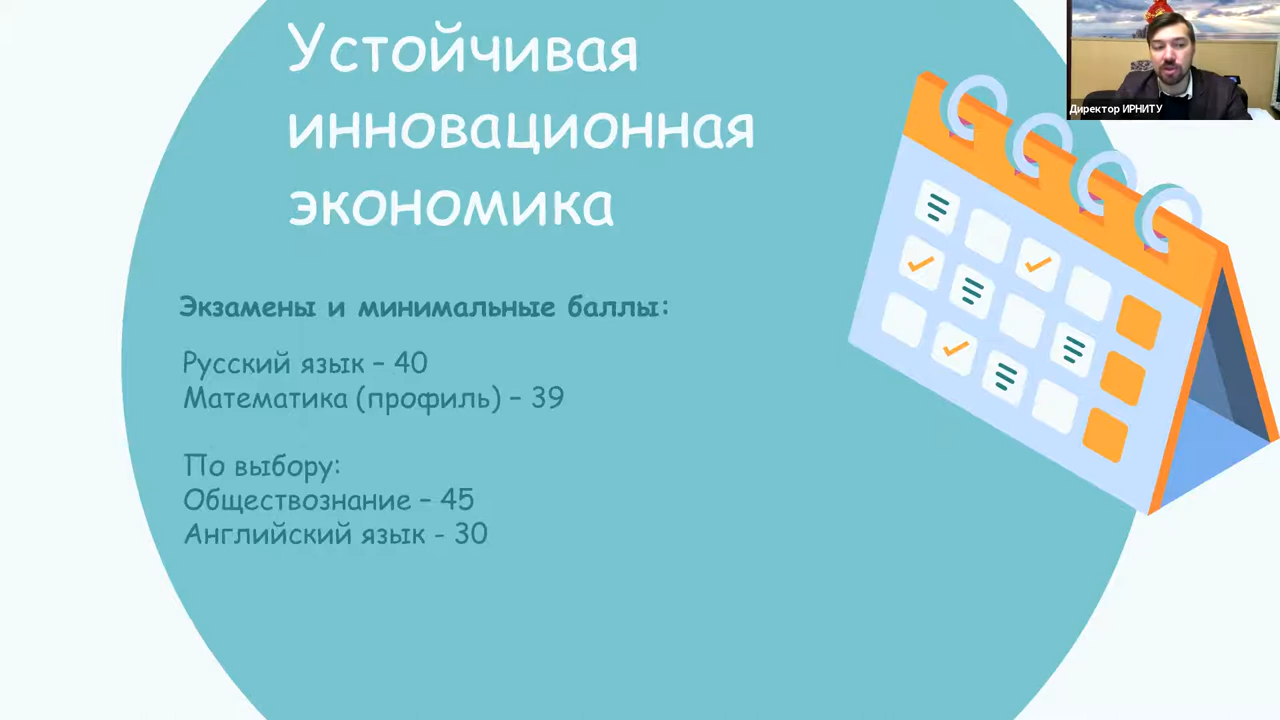 Устойчивая
инновационная
экономика
Экзамены и минимальные баллы:
Русский язык – 40
Математика (профиль) – 39
По выбору:
Обществознание – 45
Английский язык - 30
Директор ИРНИТУ